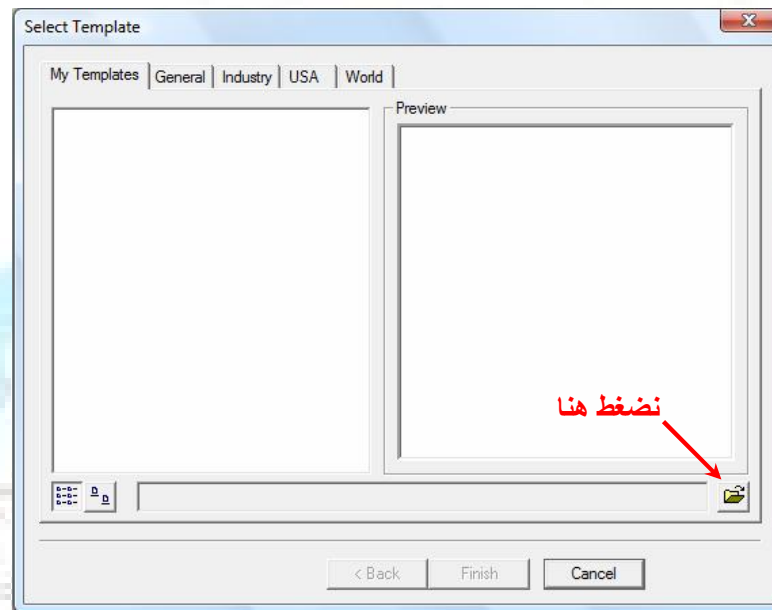 Select Template
My Templates General Industry USA World
Preview
نضغط هنا
< Back Finish Cancel